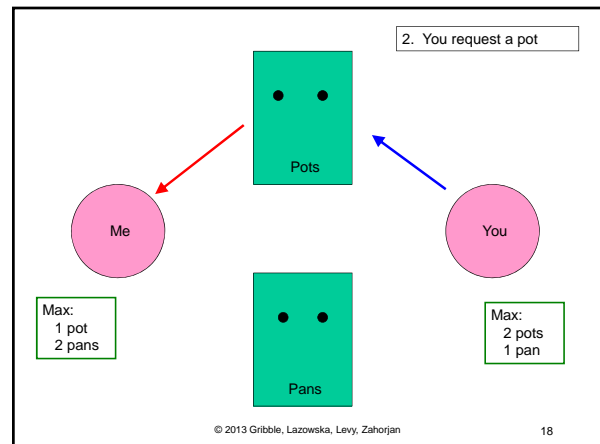 2. You request a pot
Pots
Me
You
Max:
1 pot
2 pans
Max:
2 pots
1 pan
Pans
© 2013 Gribble, Lazowska, Levy, Zahorjan
18